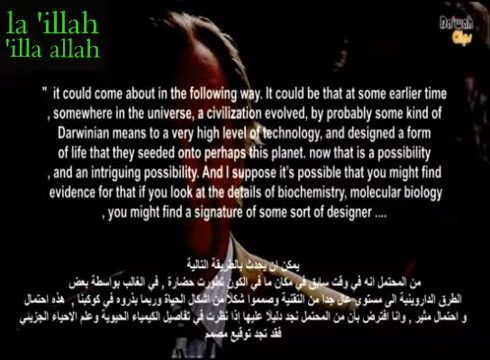 la 'illah
'illa allah
Da'wah
Clip
" it could come about in the following way. It could be that at some earlier time
, somewhere in the universe, a civilization evolved, by probably some kind of
Darwinian means to a very high level of technology, and designed a form
of life that they seeded onto perhaps this planet. now that is a possibility
, and an intriguing possibility. And I suppose it's possible that you might find
evidence for that if you look at the details of biochemistry, molecular biology
, you might find a signature of some sort of designer ....
يمكن ان يحدث بالطريقة التالية
من المحتمل انه في وقت سابق في مكان ما في الكون تطورت حضارة , في الغالب بواسطة بعض
الطرق الداروينية الى مستوى عال جدا من التقنية وصمموا شكلا من أشكال الحياة وربما بذروه في كوكبنا , هذه احتمال
و احتمال مثير , وانا افترض بأن من المحتمل نجد دليلا عليها إذا نظرت في تفاصيل الكيمياء الحيوية وعلم الاحياء الجزيئي
فقد تجد توقيع مصمم